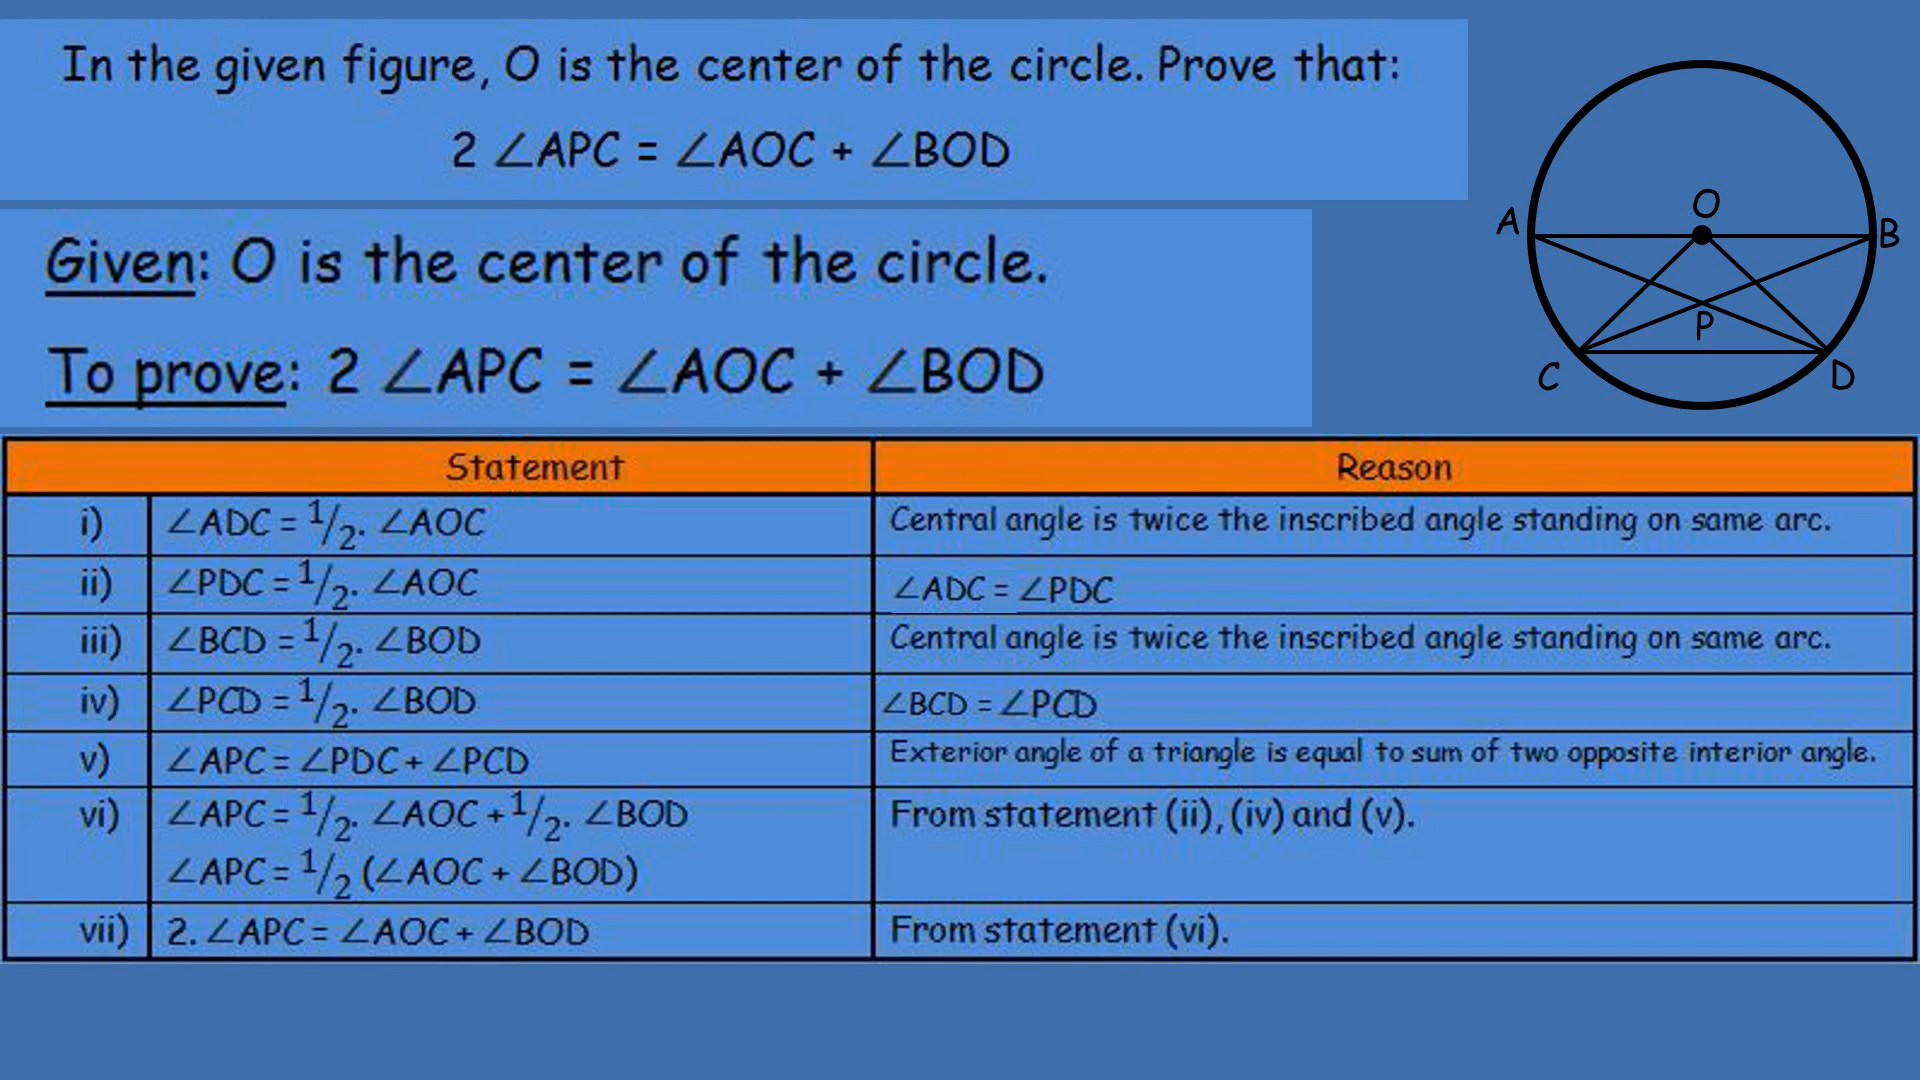 In the given figure, O is the center of the circle. Prove that:
2 ∠APC = ∠AOC + ∠BOD
Given: O is the center of the circle.
To prove: 2 ∠APC = ∠AOC + ∠BOD
O
A
B
P
C
D
Statement Reason
i) ∠ADC = 1/2. ∠AOC Central angle is twice the inscribed angle standing on same arc.
ii) ∠PDC = 1/2. ∠AOC ∠ADC = ∠PDC
iii) ∠BCD = 1/2. ∠BOD Central angle is twice the inscribed angle standing on same arc.
iv) ∠PCD = 1/2. ∠BOD ∠BCD = ∠PCD
v) ∠APC = ∠PDC + ∠PCD Exterior angle of a triangle is equal to sum of two opposite interior angle.
vi) ∠APC = 1/2. ∠AOC + 1/2. ∠BOD From statement (ii), (iv) and (v).
∠APC = 1/2 (∠AOC + ∠BOD)
vii) 2. ∠APC = ∠AOC + ∠BOD From statement (vi).